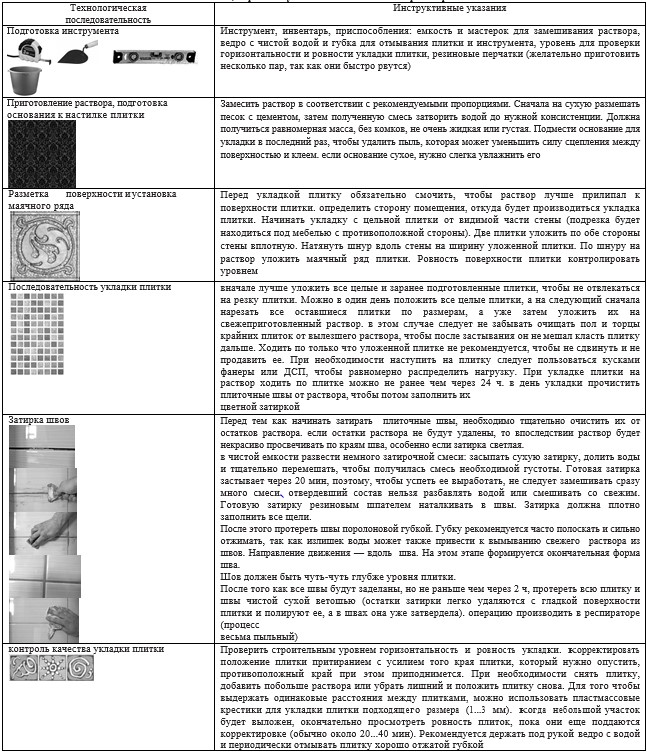 Технологическая
последовательность
Инструктивные указания
Подготовка инструмента
Инструмент, инвентарь, приспособления: емкость и мастерок для замешивания раствора,
ведро с чистой водой и губка для отмывания плитки и инструмента, уровень для проверки
горизонтальности и ровности укладки плитки, резиновые перчатки (желательно приготовить
несколько пар, так как они быстро рвутся)
Приготовление раствора, подготовка
основания к настилке плитки
Замесить раствор в соответствии с рекомендуемыми пропорциями. Сначала на сухую размешать
песок с цементом, затем полученную смесь затворить водой до нужной консистенции. Должна
получиться равномерная масса, без комков, не очень жидкая или густая. Подмести основание для
укладки в последний раз, чтобы удалить пыль, которая может уменьшить силу сцепления между
поверхностью и клеем. если основание сухое, нужно слегка увлажнить его
Разметка поверхности и установка
маячного ряда
Перед укладкой плитку обязательно смочить, чтобы раствор лучше прилипал к
поверхности плитки. определить сторону помещения, откуда будет производиться укладка
плитки. Начинать укладку с цельной плитки от видимой части стены (подрезка будет
находиться под мебелью с противоположной стороны). Две плитки уложить по обе стороны
стены вплотную. Натянуть шнур вдоль стены на ширину уложенной плитки. По шнуру на
раствор уложить маячный ряд плитки. Ровность поверхности плитки контролировать
уровнем
Последовательность укладки плитки
вначале лучше уложить все целые и заранее подготовленные плитки, чтобы не отвлекаться
на резку плитки. Можно в один день положить все целые плитки, а на следующий сначала
нарезать все оставшиеся плитки по размерам, а уже затем уложить их на
свежеприготовленный раствор. в этом случае следует не забывать очищать пол и торцы
крайних плиток от вылезшего раствора, чтобы после застывания он не мешал класть плитку
дальше. Ходить по только что уложенной плитке не рекомендуется, чтобы не сдвинуть и не
продавить ее. При необходимости наступить на плитку следует пользоваться кусками
фанеры или ДСП, чтобы равномерно распределить нагрузку. При укладке плитки на
раствор ходить по плитке можно не ранее чем через 24 ч. в день укладки прочистить
плиточные швы от раствора, чтобы потом заполнить их
цветной затиркой
Затирка швов
Перед тем как начинать затирать плиточные швы, необходимо тщательно очистить их от
остатков раствора. если остатки раствора не будут удалены, то впоследствии раствор будет
некрасиво просвечивать по краям шва, особенно если затирка светлая.
в чистой емкости развести немного затирочной смеси: засыпать сухую затирку, долить воды
и тщательно перемешать, чтобы получилась смесь необходимой густоты. Готовая затирка
застывает через 20 мин, поэтому, чтобы успеть ее выработать, не следует замешивать сразу
много смеси, отвердевший состав нельзя разбавлять водой или смешивать со свежим.
Готовую затирку резиновым шпателем наталкивать в швы. Затирка должна плотно
заполнить все щели.
После этого протереть швы поролоновой губкой. Губку рекомендуется часто полоскать и сильно
отжимать, так как излишек воды может также привести к вымыванию свежего раствора из
швов. Направление движения — вдоль шва. На этом этапе формируется окончательная форма
шва.
Шов должен быть чуть-чуть глубже уровня плитки.
После того как все швы будут заделаны, но не раньше чем через 2 ч, протереть всю плитку и
швы чистой сухой ветошью (остатки затирки легко удаляются с гладкой поверхности
плитки и полируют ее, а в швах она уже затвердела). операцию производить в респираторе
(процесс
весьма пыльный)
контроль качества укладки плитки
Проверить строительным уровнем горизонтальность и ровность укладки. корректировать
положение плитки притиранием с усилием того края плитки, который нужно опустить,
противоположный край при этом приподнимется. При необходимости снять плитку,
добавить побольше раствора или убрать лишний и положить плитку снова. Для того чтобы
выдержать одинаковые расстояния между плитками, можно использовать пластмассовые
крестики для укладки плитки подходящего размера (1...3 мм). когда небольшой участок
будет выложен, окончательно просмотреть ровность плиток, пока они еще поддаются
корректировке (обычно около 20...40 мин). Рекомендуется держать под рукой ведро с водой
и периодически отмывать плитку хорошо отжатой губкой